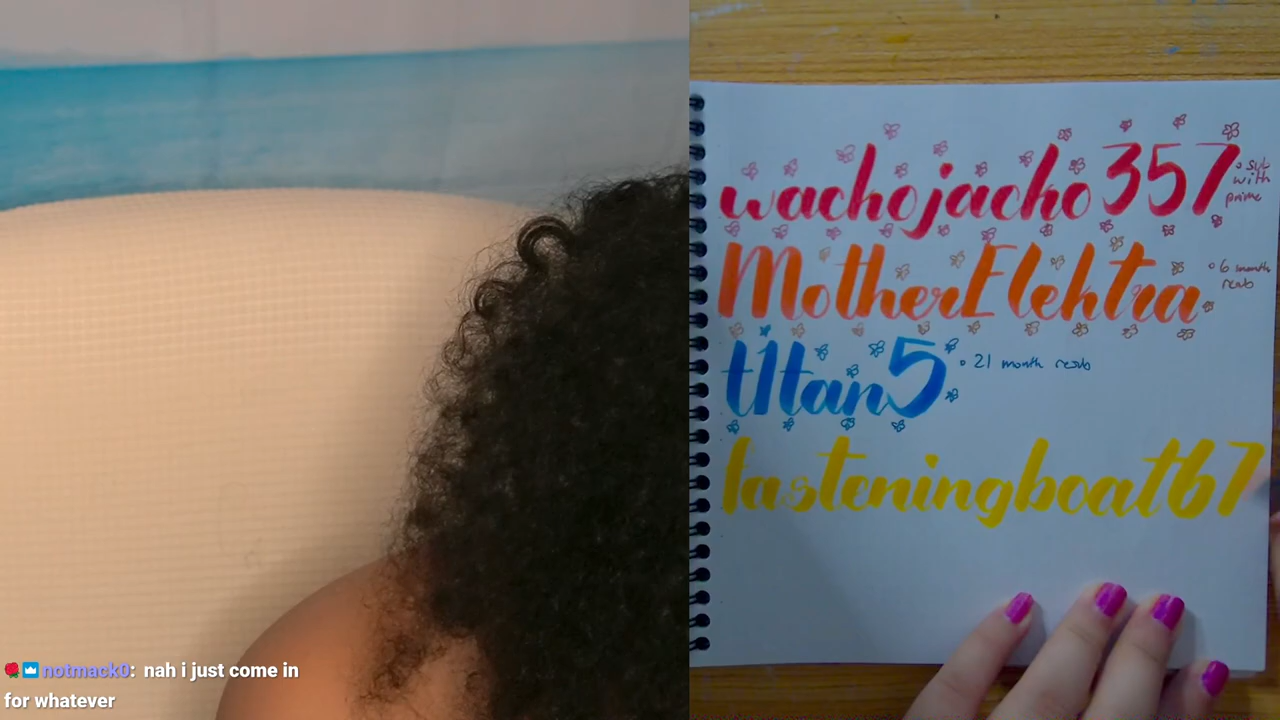 notmack0: nah i just come in
for whatever
wackojacko357
• sub
with
prime
MotherElektra
• 6 month
resub
t1tan5
• 21 month resub
fasteningboat67